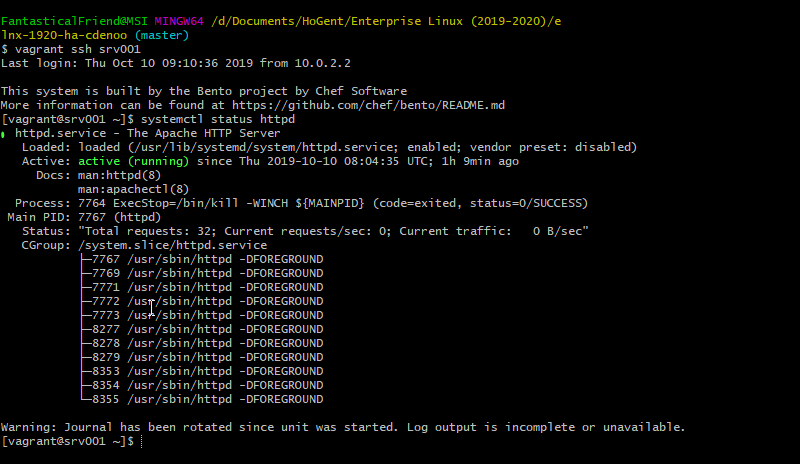 FantasticalFriend@MSI MINGW64 /d/Documents/HoGent/Enterprise Linux (2019-2020)/e
lnx-1920-ha-cdenoo (master)
$ vagrant ssh srv001
Last login: Thu Oct 10 09:10:36 2019 from 10.0.2.2

This system is built by the Bento project by Chef Software
More information can be found at https://github.com/chef/bento/README.md
[vagrant@srv001 ~]$ systemctl status httpd
● httpd.service - The Apache HTTP Server
   Loaded: loaded (/usr/lib/systemd/system/httpd.service; enabled; vendor preset: disabled)
   Active: active (running) since Thu 2019-10-10 08:04:35 UTC; 1h 9min ago
     Docs: man:httpd(8)
           man:apachectl(8)
  Process: 7764 ExecStop=/bin/kill -WINCH ${MAINPID} (code=exited, status=0/SUCCESS)
 Main PID: 7767 (httpd)
   Status: "Total requests: 32; Current requests/sec: 0; Current traffic:   0 B/sec"
   CGroup: /system.slice/httpd.service
           ├─7767 /usr/sbin/httpd -DFOREGROUND
           ├─7769 /usr/sbin/httpd -DFOREGROUND
           ├─7771 /usr/sbin/httpd -DFOREGROUND
           ├─7772 /usr/sbin/httpd -DFOREGROUND
           ├─7773 /usr/sbin/httpd -DFOREGROUND
           ├─8277 /usr/sbin/httpd -DFOREGROUND
           ├─8278 /usr/sbin/httpd -DFOREGROUND
           ├─8279 /usr/sbin/httpd -DFOREGROUND
           ├─8353 /usr/sbin/httpd -DFOREGROUND
           ├─8354 /usr/sbin/httpd -DFOREGROUND
           └─8355 /usr/sbin/httpd -DFOREGROUND

Warning: Journal has been rotated since unit was started. Log output is incomplete or unavailable.
[vagrant@srv001 ~]$